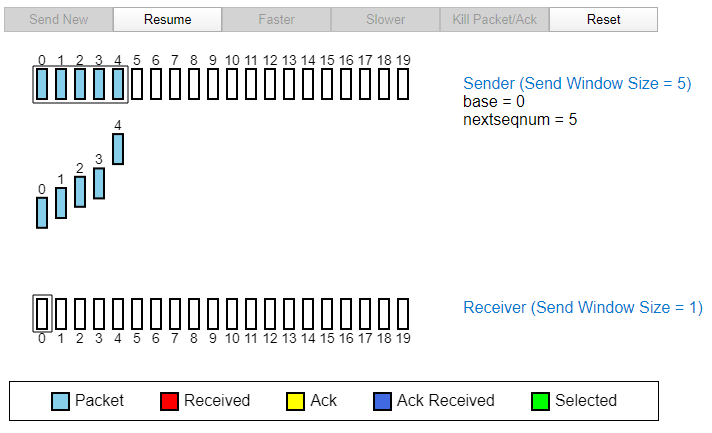 Send New Resume Faster Slower Kill Packet/Ack Reset
0 1 2 3 4 5 6 7 8 9 10 11 12 13 14 15 16 17 18 19
Sender (Send Window Size = 5)
base = 0
nextseqnum = 5
4
3
2
1
0
Receiver (Send Window Size = 1)
0 1 2 3 4 5 6 7 8 9 10 11 12 13 14 15 16 17 18 19
Packet Received Ack Ack Received Selected